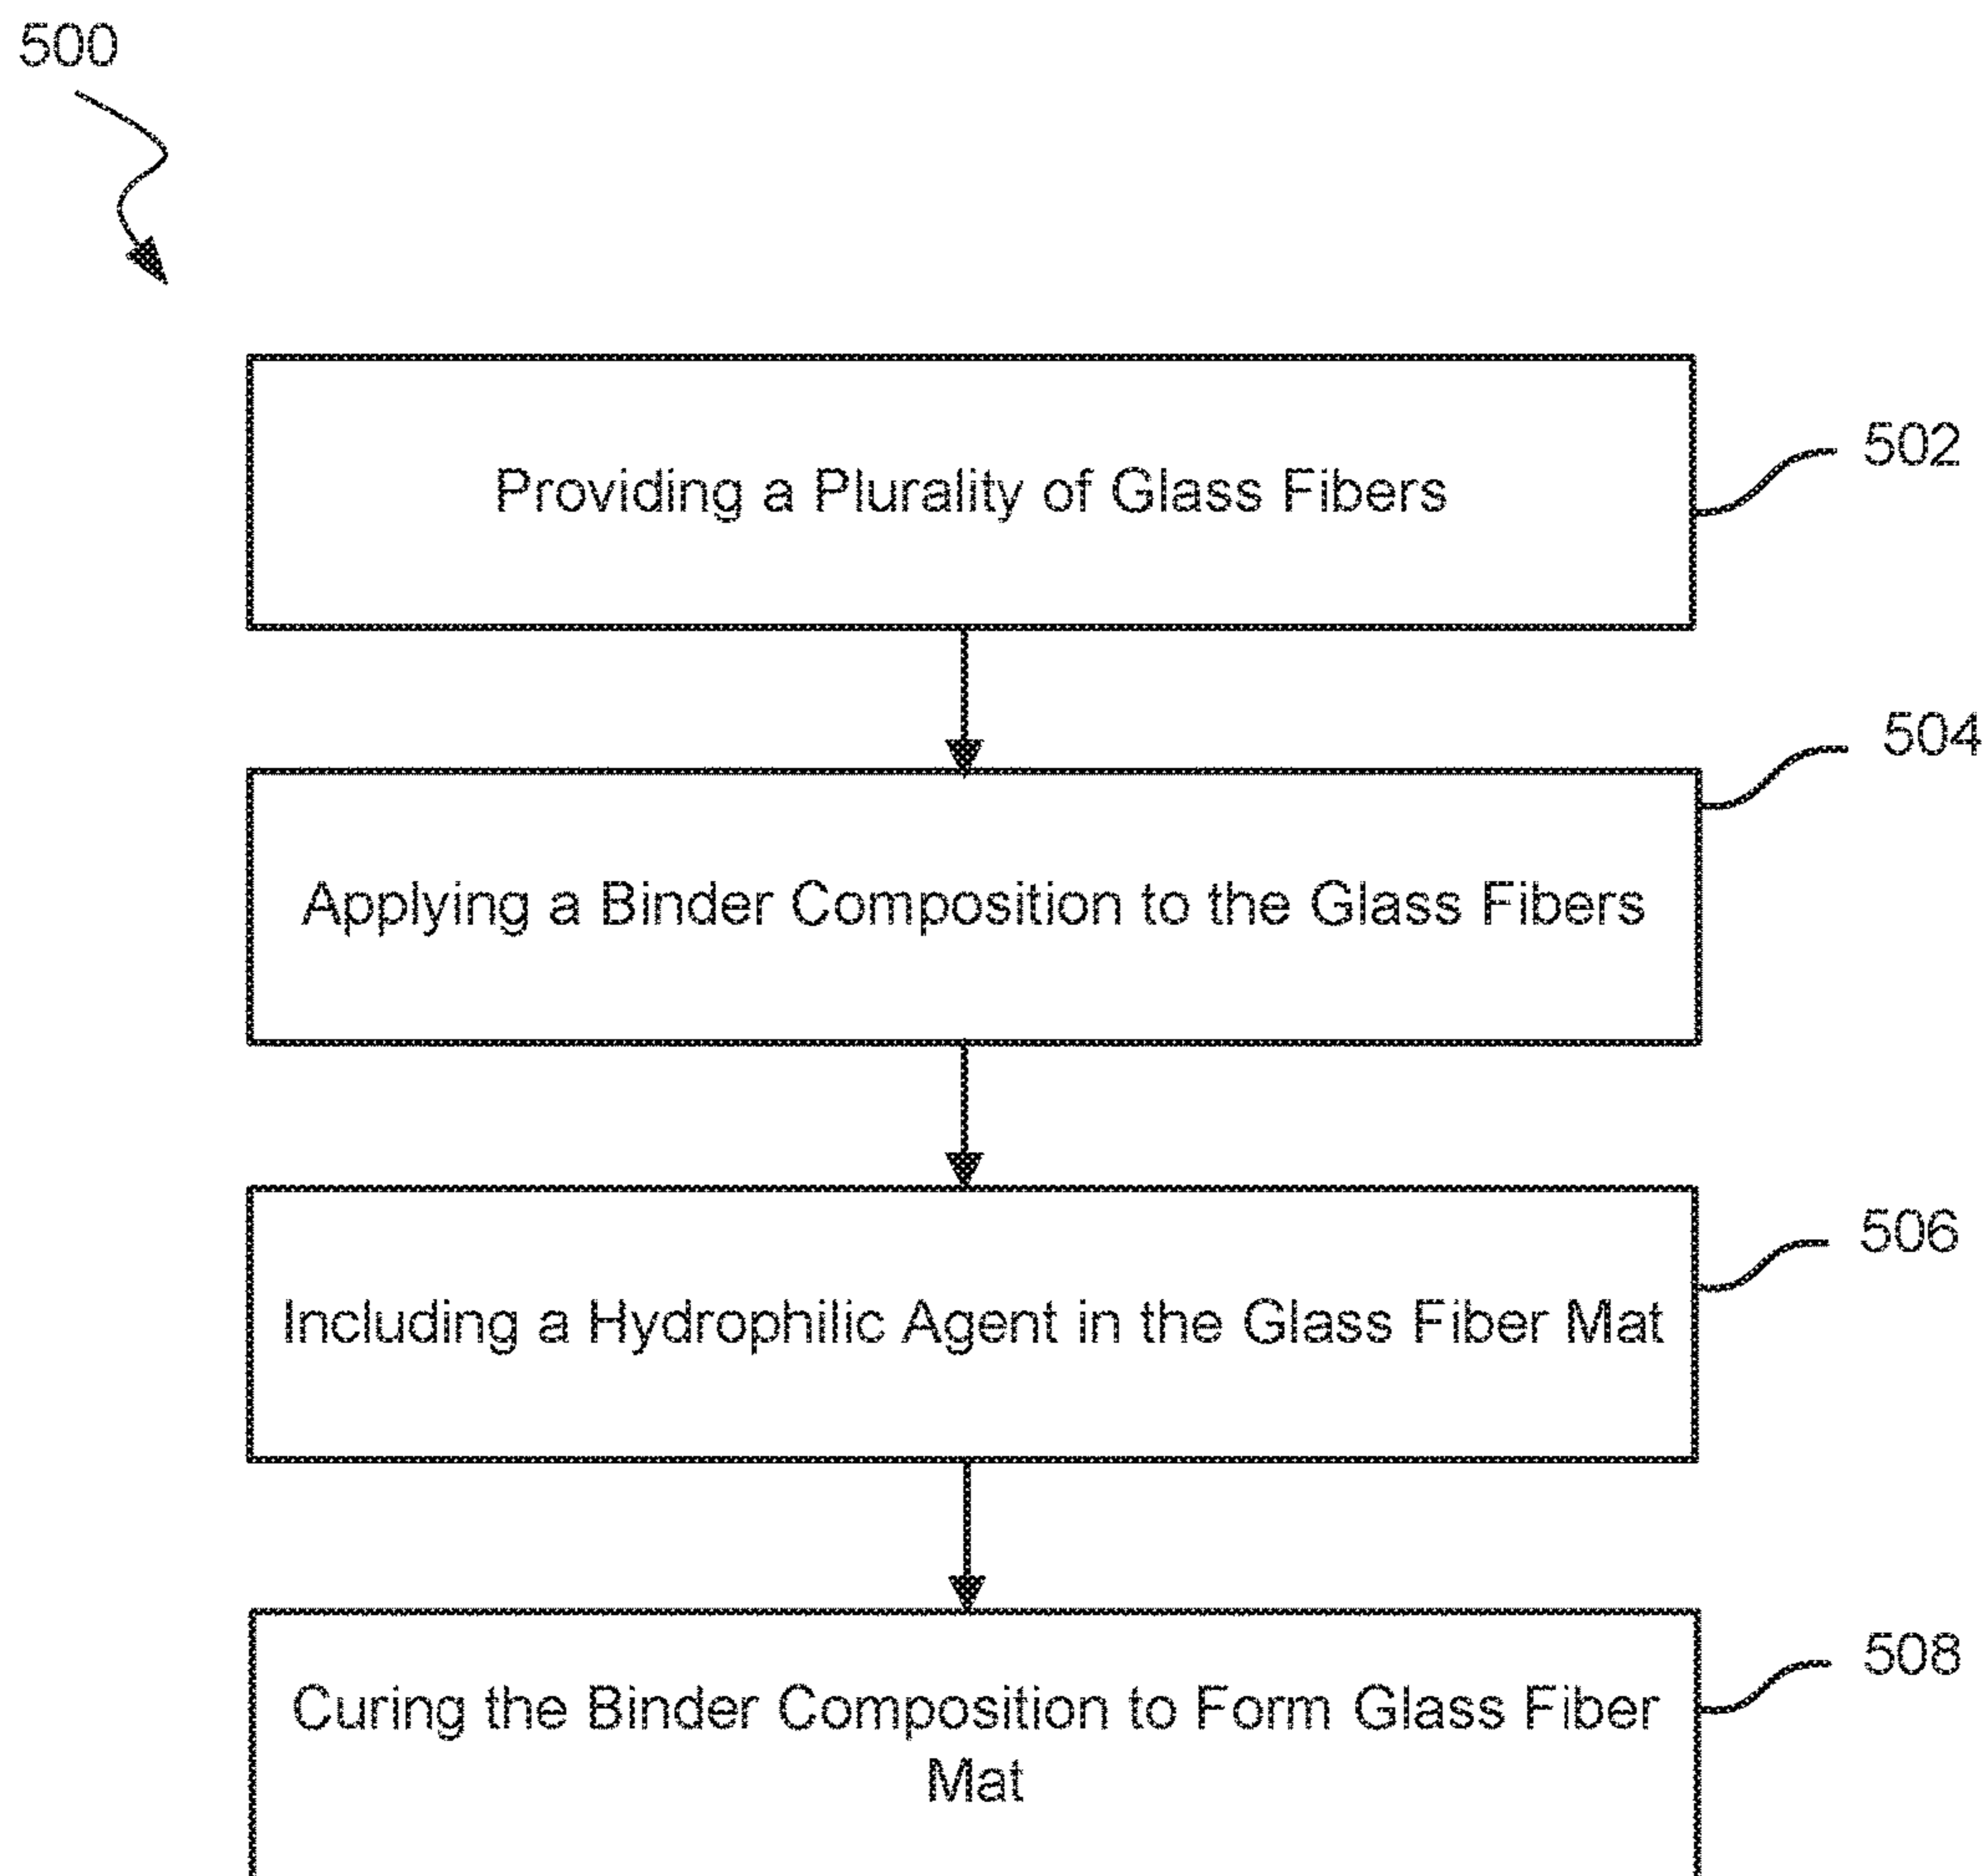 500
Providing a Plurality of Glass Fibers
502
Applying a Binder Composition to the Glass Fibers
504
Including a Hydrophilic Agent in the Glass Fiber Mat
506
Curing the Binder Composition to Form Glass Fiber
Mat
508